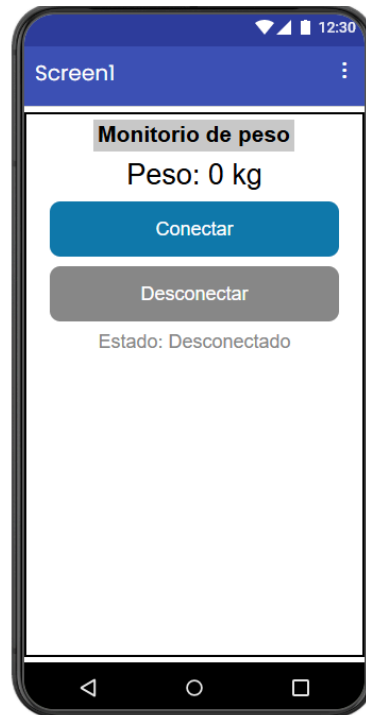 12:30
Screen1
Monitorio de peso
Peso: 0 kg
Conectar
Desconectar
Estado: Desconectado